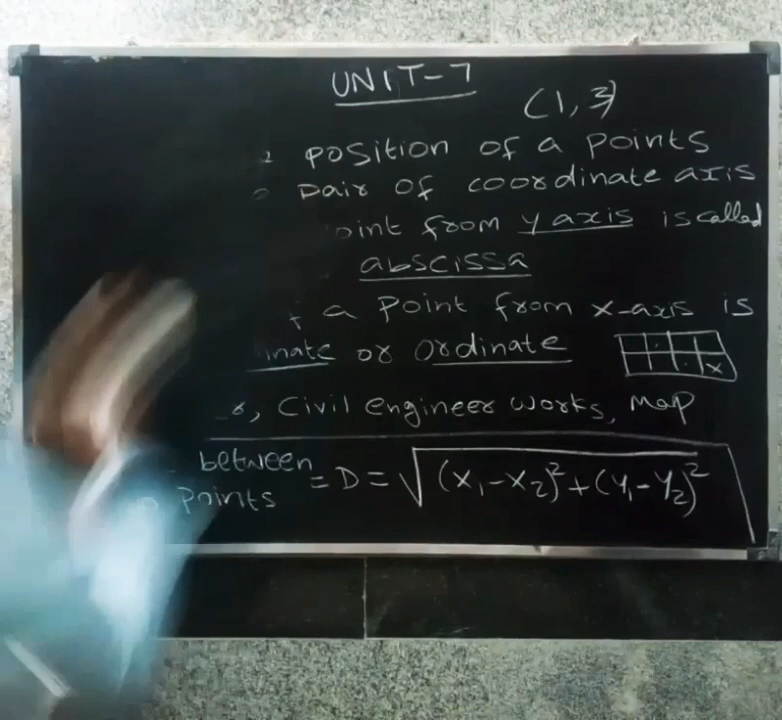 UNIT-7
(1, 3)
position of a points
pair of coordinate axis
oint from y axis is called
abscissa
a point from x-axis is
inate or ordinate
Civil engineer works, Map
between
points
= D = √(x₁-x₂)²+(y₁-y₂)²
x